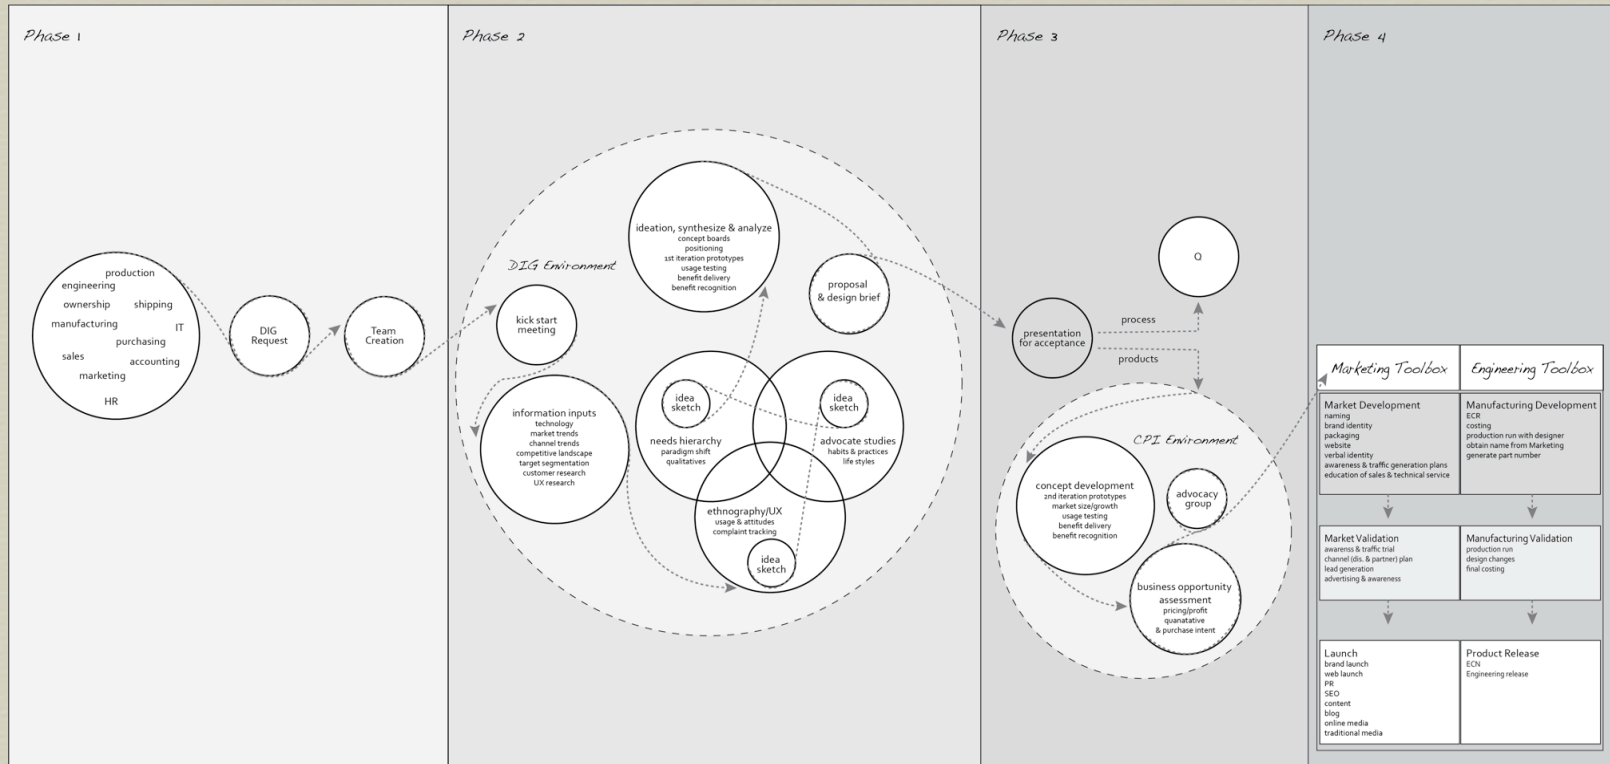 Phase 1
production
engineering
ownership
shipping
manufacturing
IT
purchasing
sales
accounting
marketing
HR
DIG
Request
Team
Creation
Phase 2
DIG Environment
kick start
meeting
information inputs
technology
market trends
channel trends
competitive landscape
target segmentation
customer research
UX research
ideation, synthesize & analyze
concept boards
positioning
1st iteration prototypes
usage testing
benefit delivery
benefit recognition
proposal
& design brief
idea
sketch
needs hierarchy
paradigm shift
qualitatives
idea
sketch
advocate studies
habits & practices
life styles
ethnography/UX
usage & attitudes
complaint tracking
idea
sketch
Phase 3
presentation
for acceptance
process
products
Q
CPI Environment
concept development
2nd iteration prototypes
market size/growth
usage testing
benefit delivery
benefit recognition
advocacy
group
business opportunity
assessment
pricing/profit
quanatative
& purchase intent
Phase 4
Marketing Toolbox
Market Development
naming
brand identity
packaging
website
verbal identity
awareness & traffic generation plans
education of sales & technical service
Market Validation
awarenss & traffic trial
channel (dis. & partner) plan
lead generation
advertising & awareness
Launch
brand launch
web launch
PR
SEO
content
blog
online media
traditional media
Engineering Toolbox
Manufacturing Development
ECR
costing
production run with designer
obtain name from Marketing
generate part number
Manufacturing Validation
production run
design changes
final costing
Product Release
ECN
Engineering release